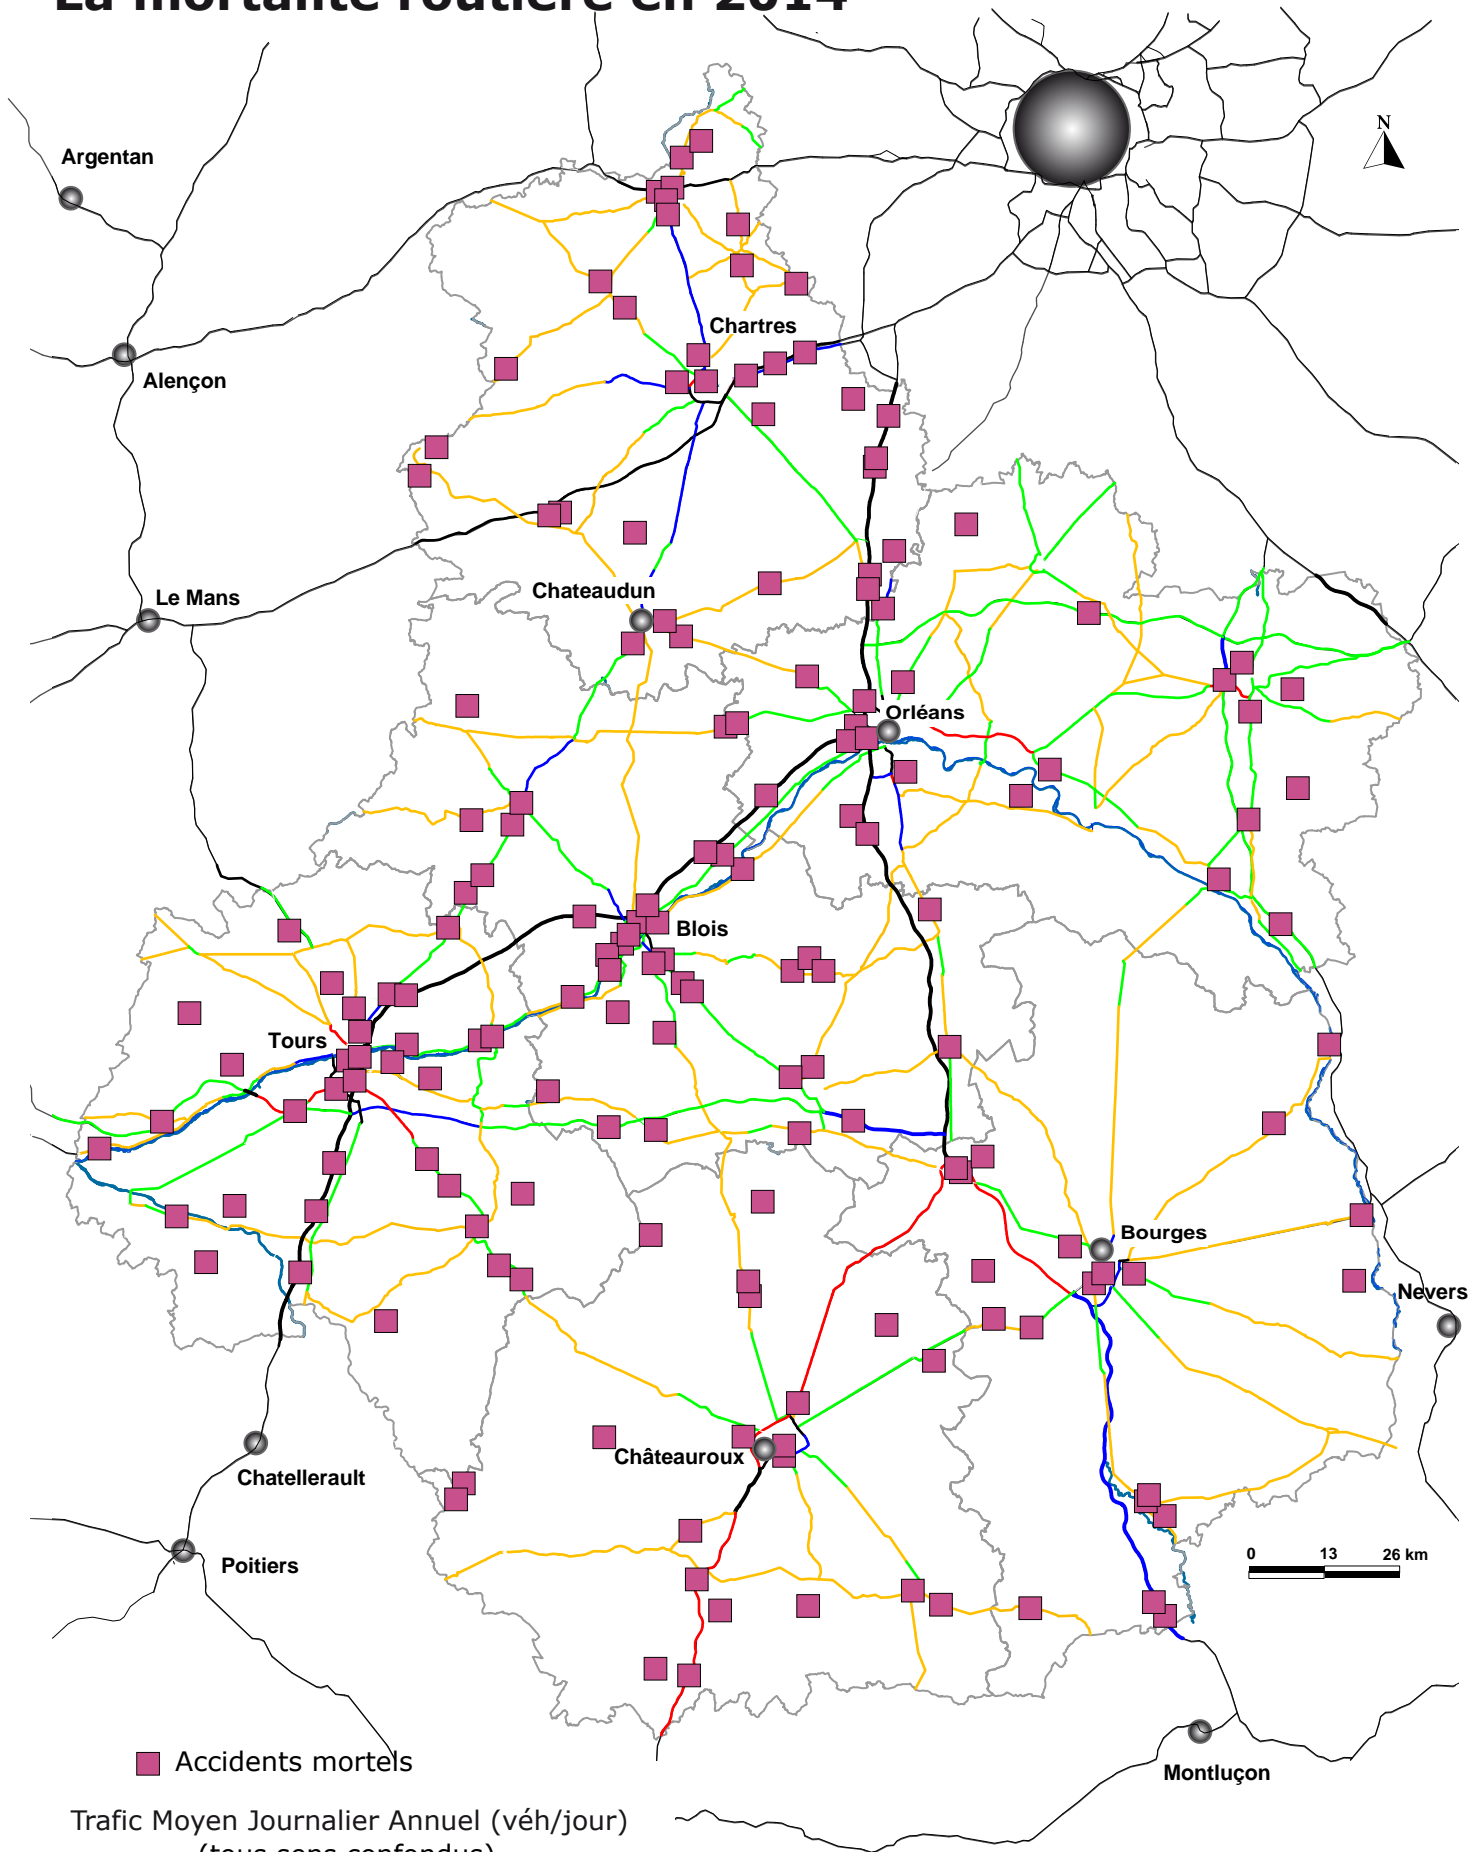 La mortalité routière en 2014
N
Argentan
Chartres
Alençon
Chateaudun
Le Mans
Orléans
Blois
Tours
Bourges
Nevers
Châteauroux
Chatellerault
0 13 26 km
Poitiers
Accidents mortels
Montluçon
Trafic Moyen Journalier Annuel (véh/jour)
(tous sens confondus)